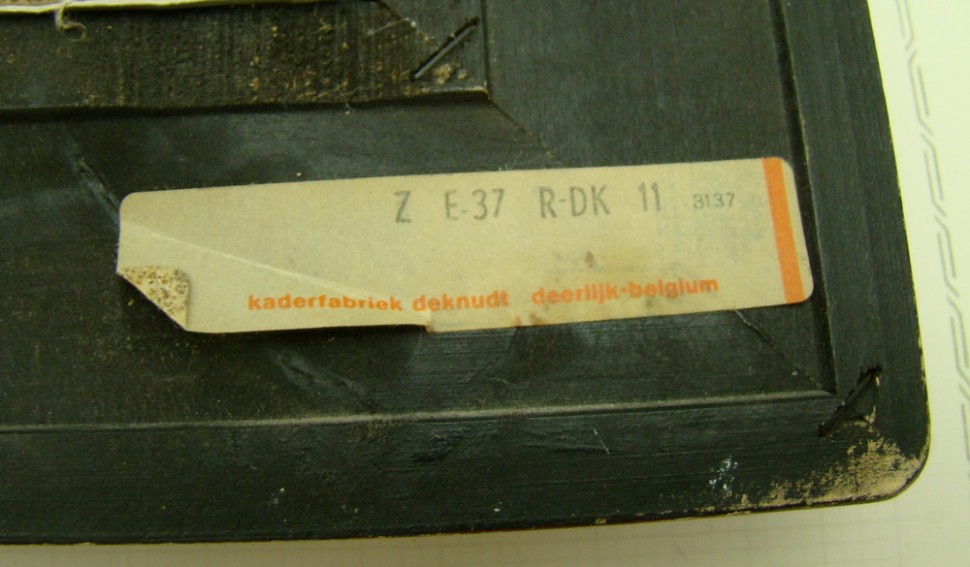 Z E-37 R-DK 11 3137
kaderfabriek deknudt deerlijk-belgium